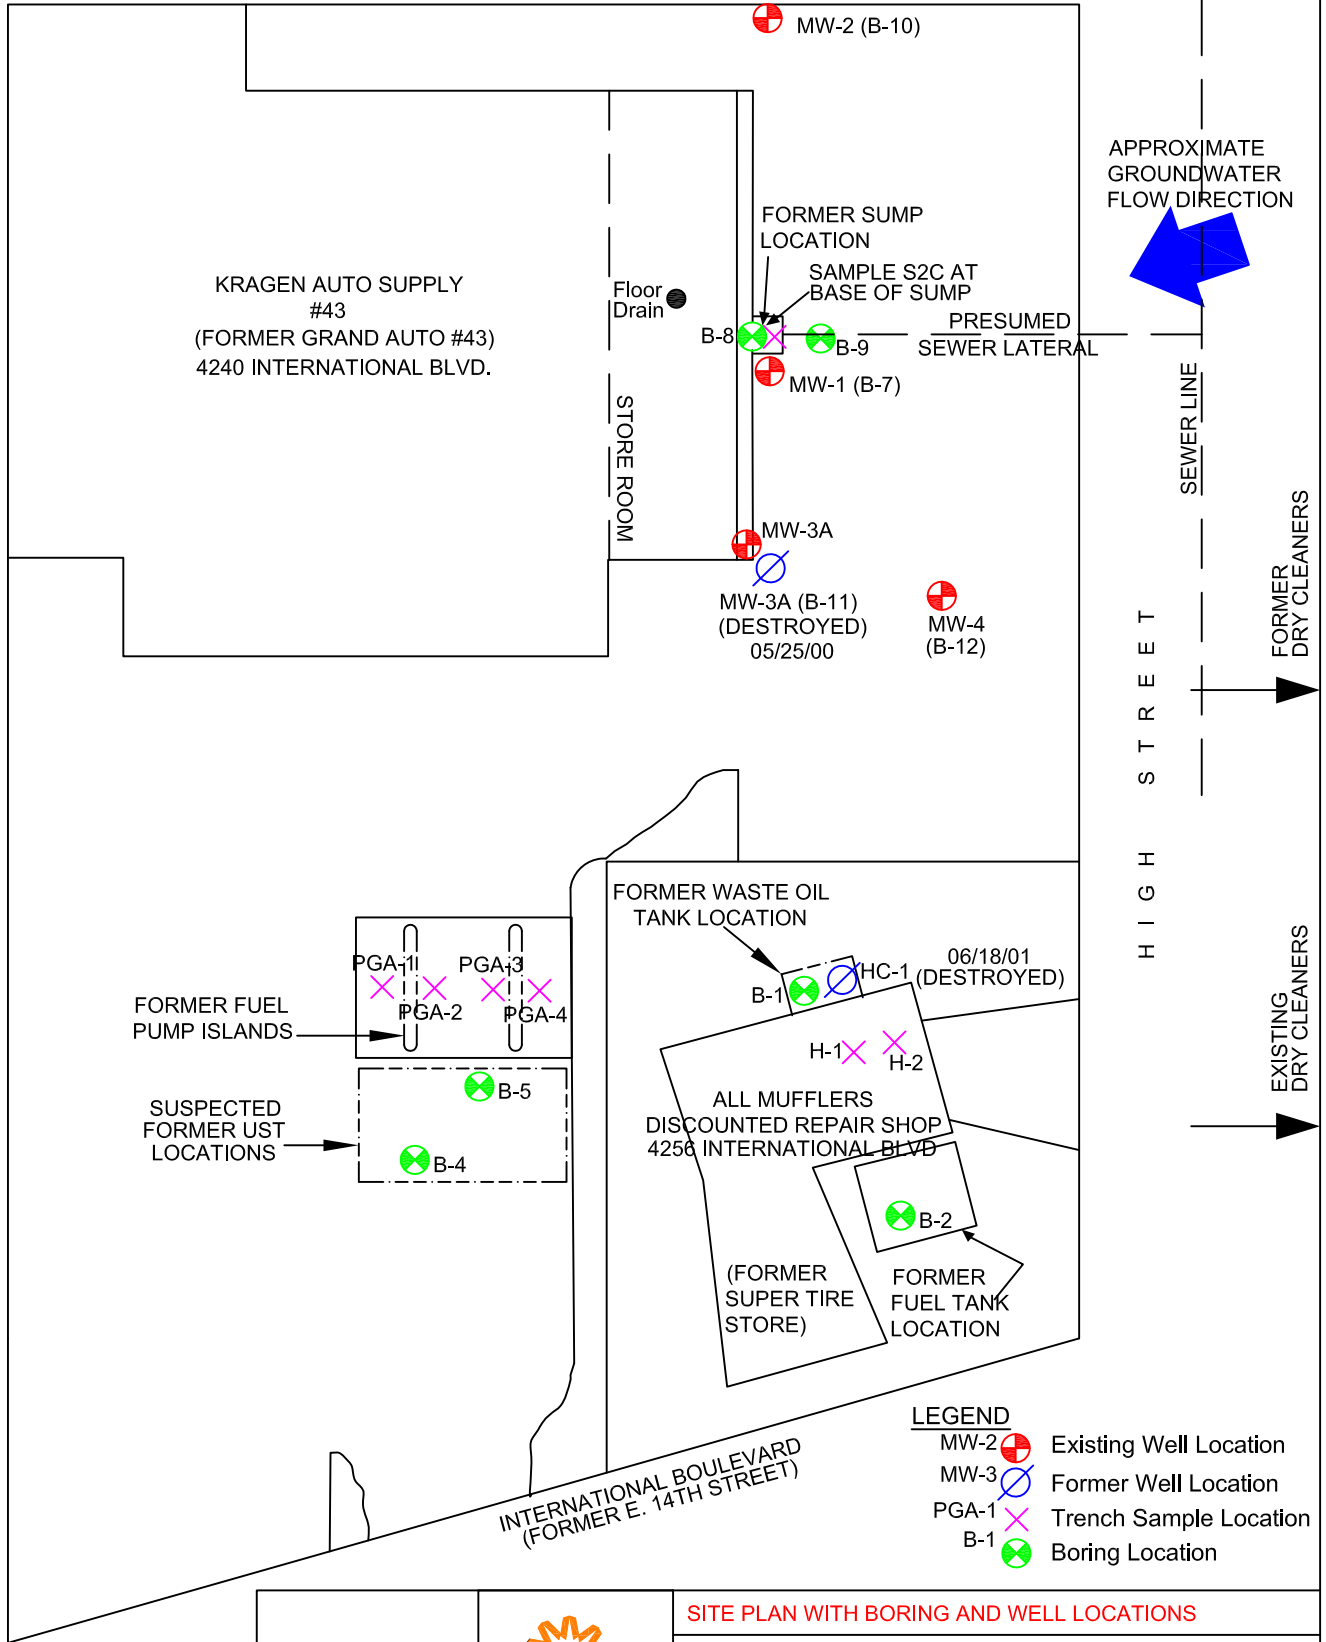 MW-2 (B-10)
APPROXIMATE
GROUNDWATER
FLOW DIRECTION
FORMER SUMP
LOCATION
SAMPLE S2C AT
BASE OF SUMP
KRAGEN AUTO SUPPLY
#43
(FORMER GRAND AUTO #43)
4240 INTERNATIONAL BLVD.
Floor
Drain
B-8
B-9
PRESUMED
SEWER LATERAL
MW-1 (B-7)
STORE ROOM
SEWER LINE
MW-3A
MW-3A (B-11)
(DESTROYED)
05/25/00
MW-4
(B-12)
FORMER
DRY CLEANERS
HIGH STREET
FORMER WASTE OIL
TANK LOCATION
06/18/01
(DESTROYED)
HC-1
B-1
PGA-1
PGA-2
PGA-3
PGA-4
FORMER FUEL
PUMP ISLANDS
H-1
H-2
EXISTING
DRY CLEANERS
B-5
SUSPECTED
FORMER UST
LOCATIONS
B-4
ALL MUFFLERS
DISCOUNTED REPAIR SHOP
4256 INTERNATIONAL BLVD
B-2
(FORMER
SUPER TIRE
STORE)
FORMER
FUEL TANK
LOCATION
INTERNATIONAL BOULEVARD
(FORMER E. 14TH STREET)
LEGEND
MW-2 Existing Well Location
MW-3 Former Well Location
PGA-1 Trench Sample Location
B-1 Boring Location
SITE PLAN WITH BORING AND WELL LOCATIONS